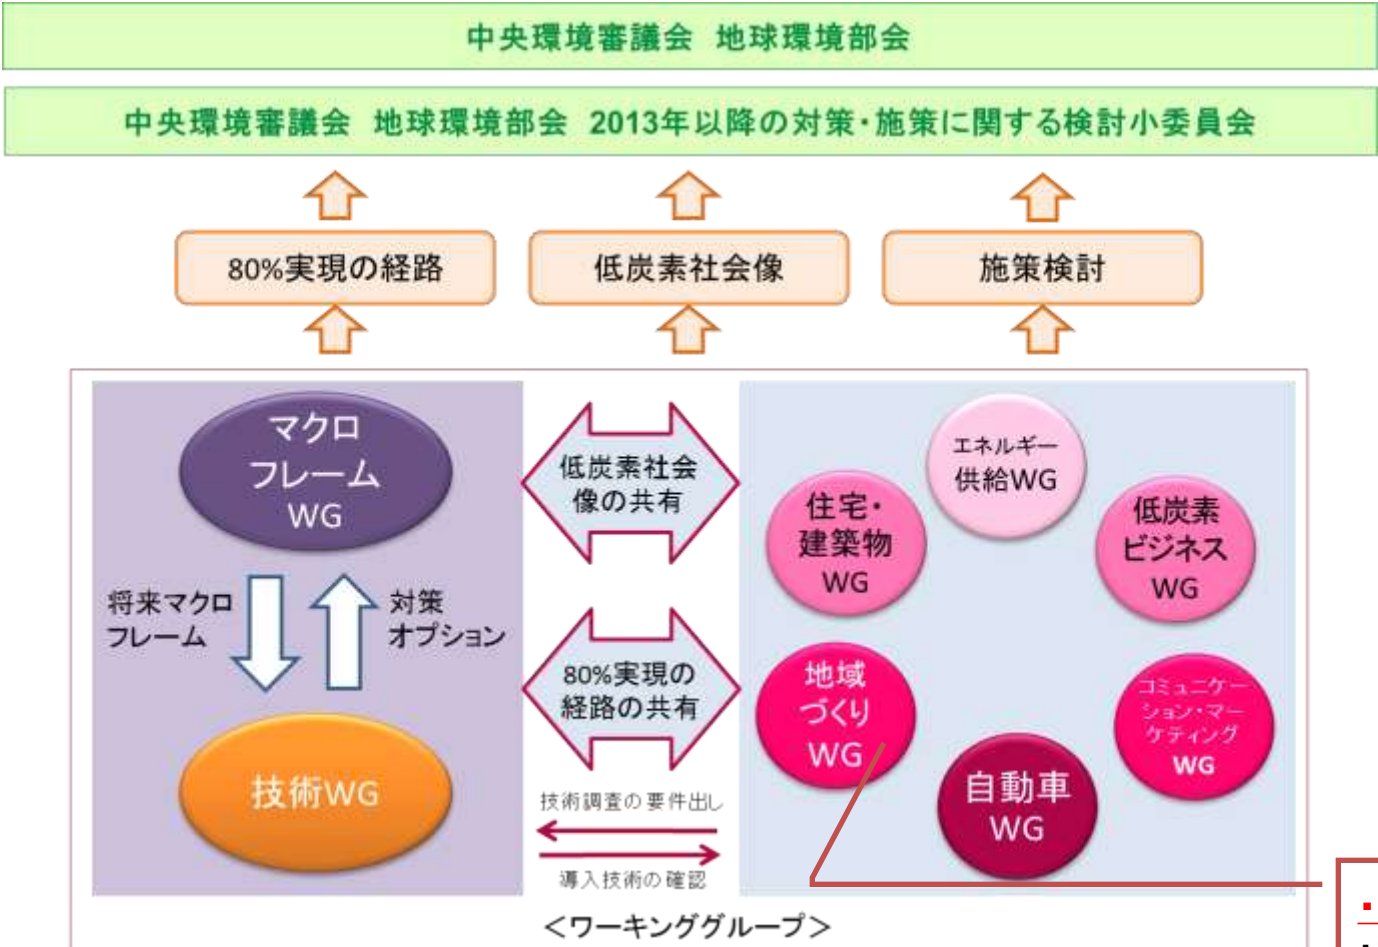 中央環境審議会 地球環境部会
中央環境審議会 地球環境部会 2013年以降の対策・施策に関する検討小委員会
80%実現の経路
低炭素社会像
施策検討
マクロ
フレーム
WG
将来マクロ
フレーム
対策
オプション
技術WG
低炭素社会
像の共有
80%実現の
経路の共有
技術調査の要件出し
導入技術の確認
エネルギー
供給WG
住宅・
建築物
WG
低炭素
ビジネス
WG
地域
づくり
WG
コミュニケー
ション・マー
ケティング
WG
自動車
WG
＜ワーキンググループ＞